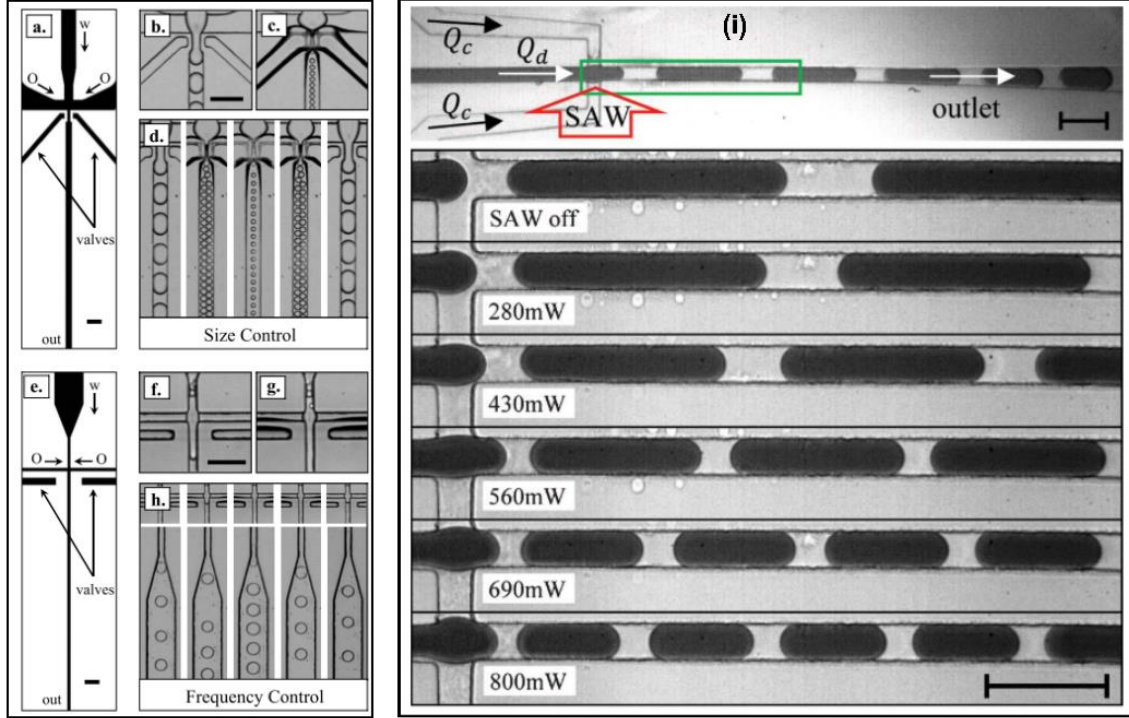 a.
w
O
O
valves
out
b.
c.
d.
Size Control
e.
w
O
O
valves
out
f.
g.
h.
Frequency Control
(i)
Q_c
Q_d
Q_c
SAW
outlet
SAW off
280mW
430mW
560mW
690mW
800mW